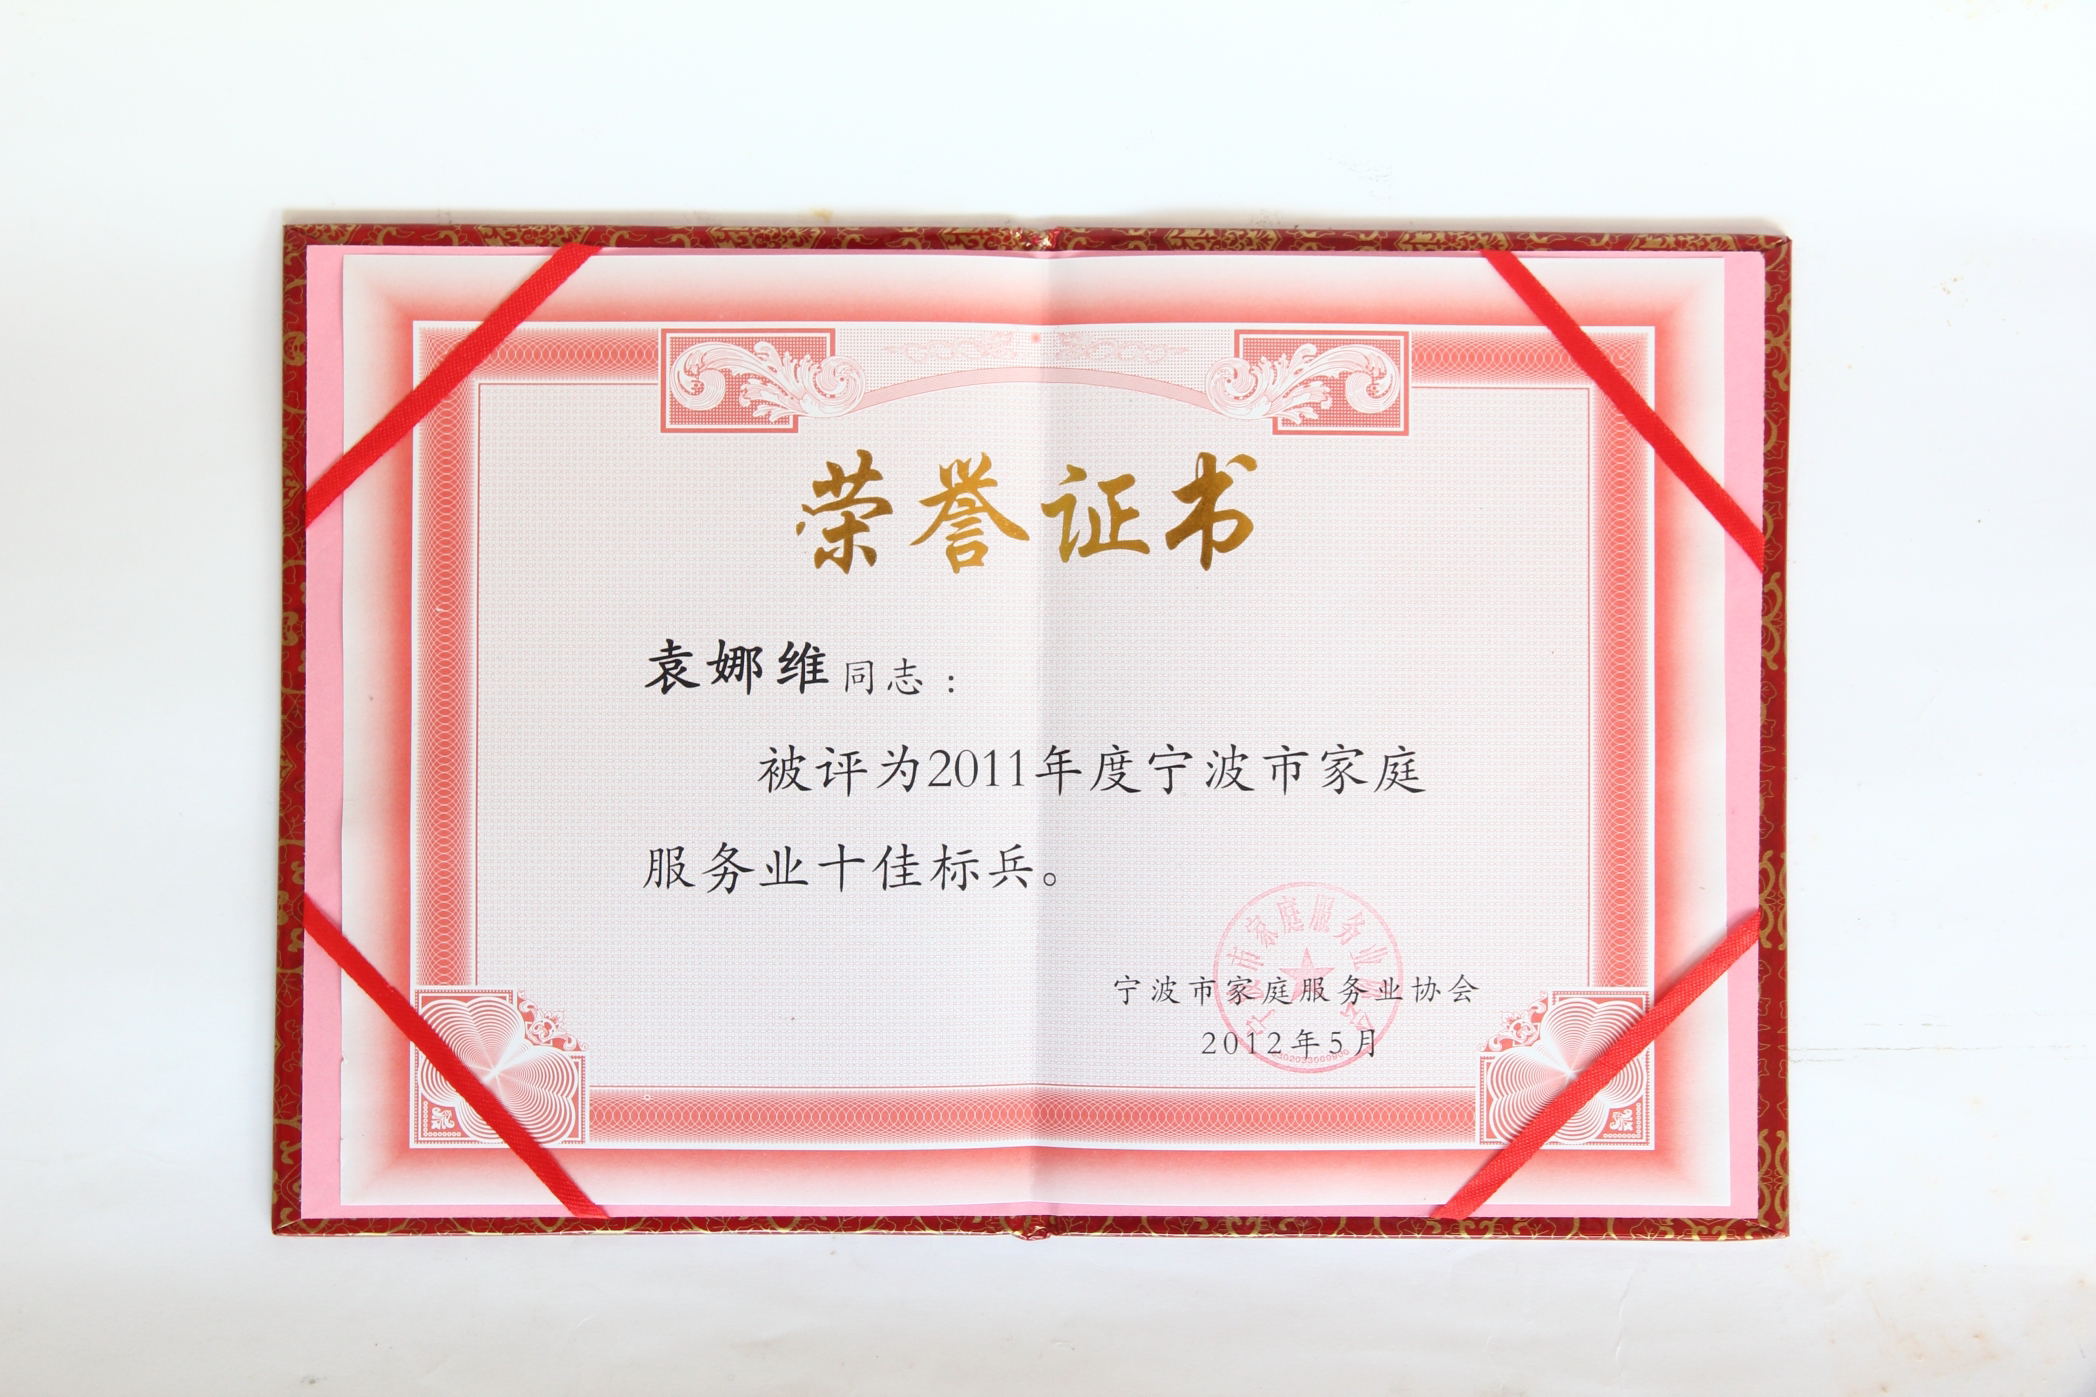 荣誉证书
袁娜维同志：
被评为2011年度宁波市家庭
服务业十佳标兵。
宁波市家庭服务业协会
2012年5月